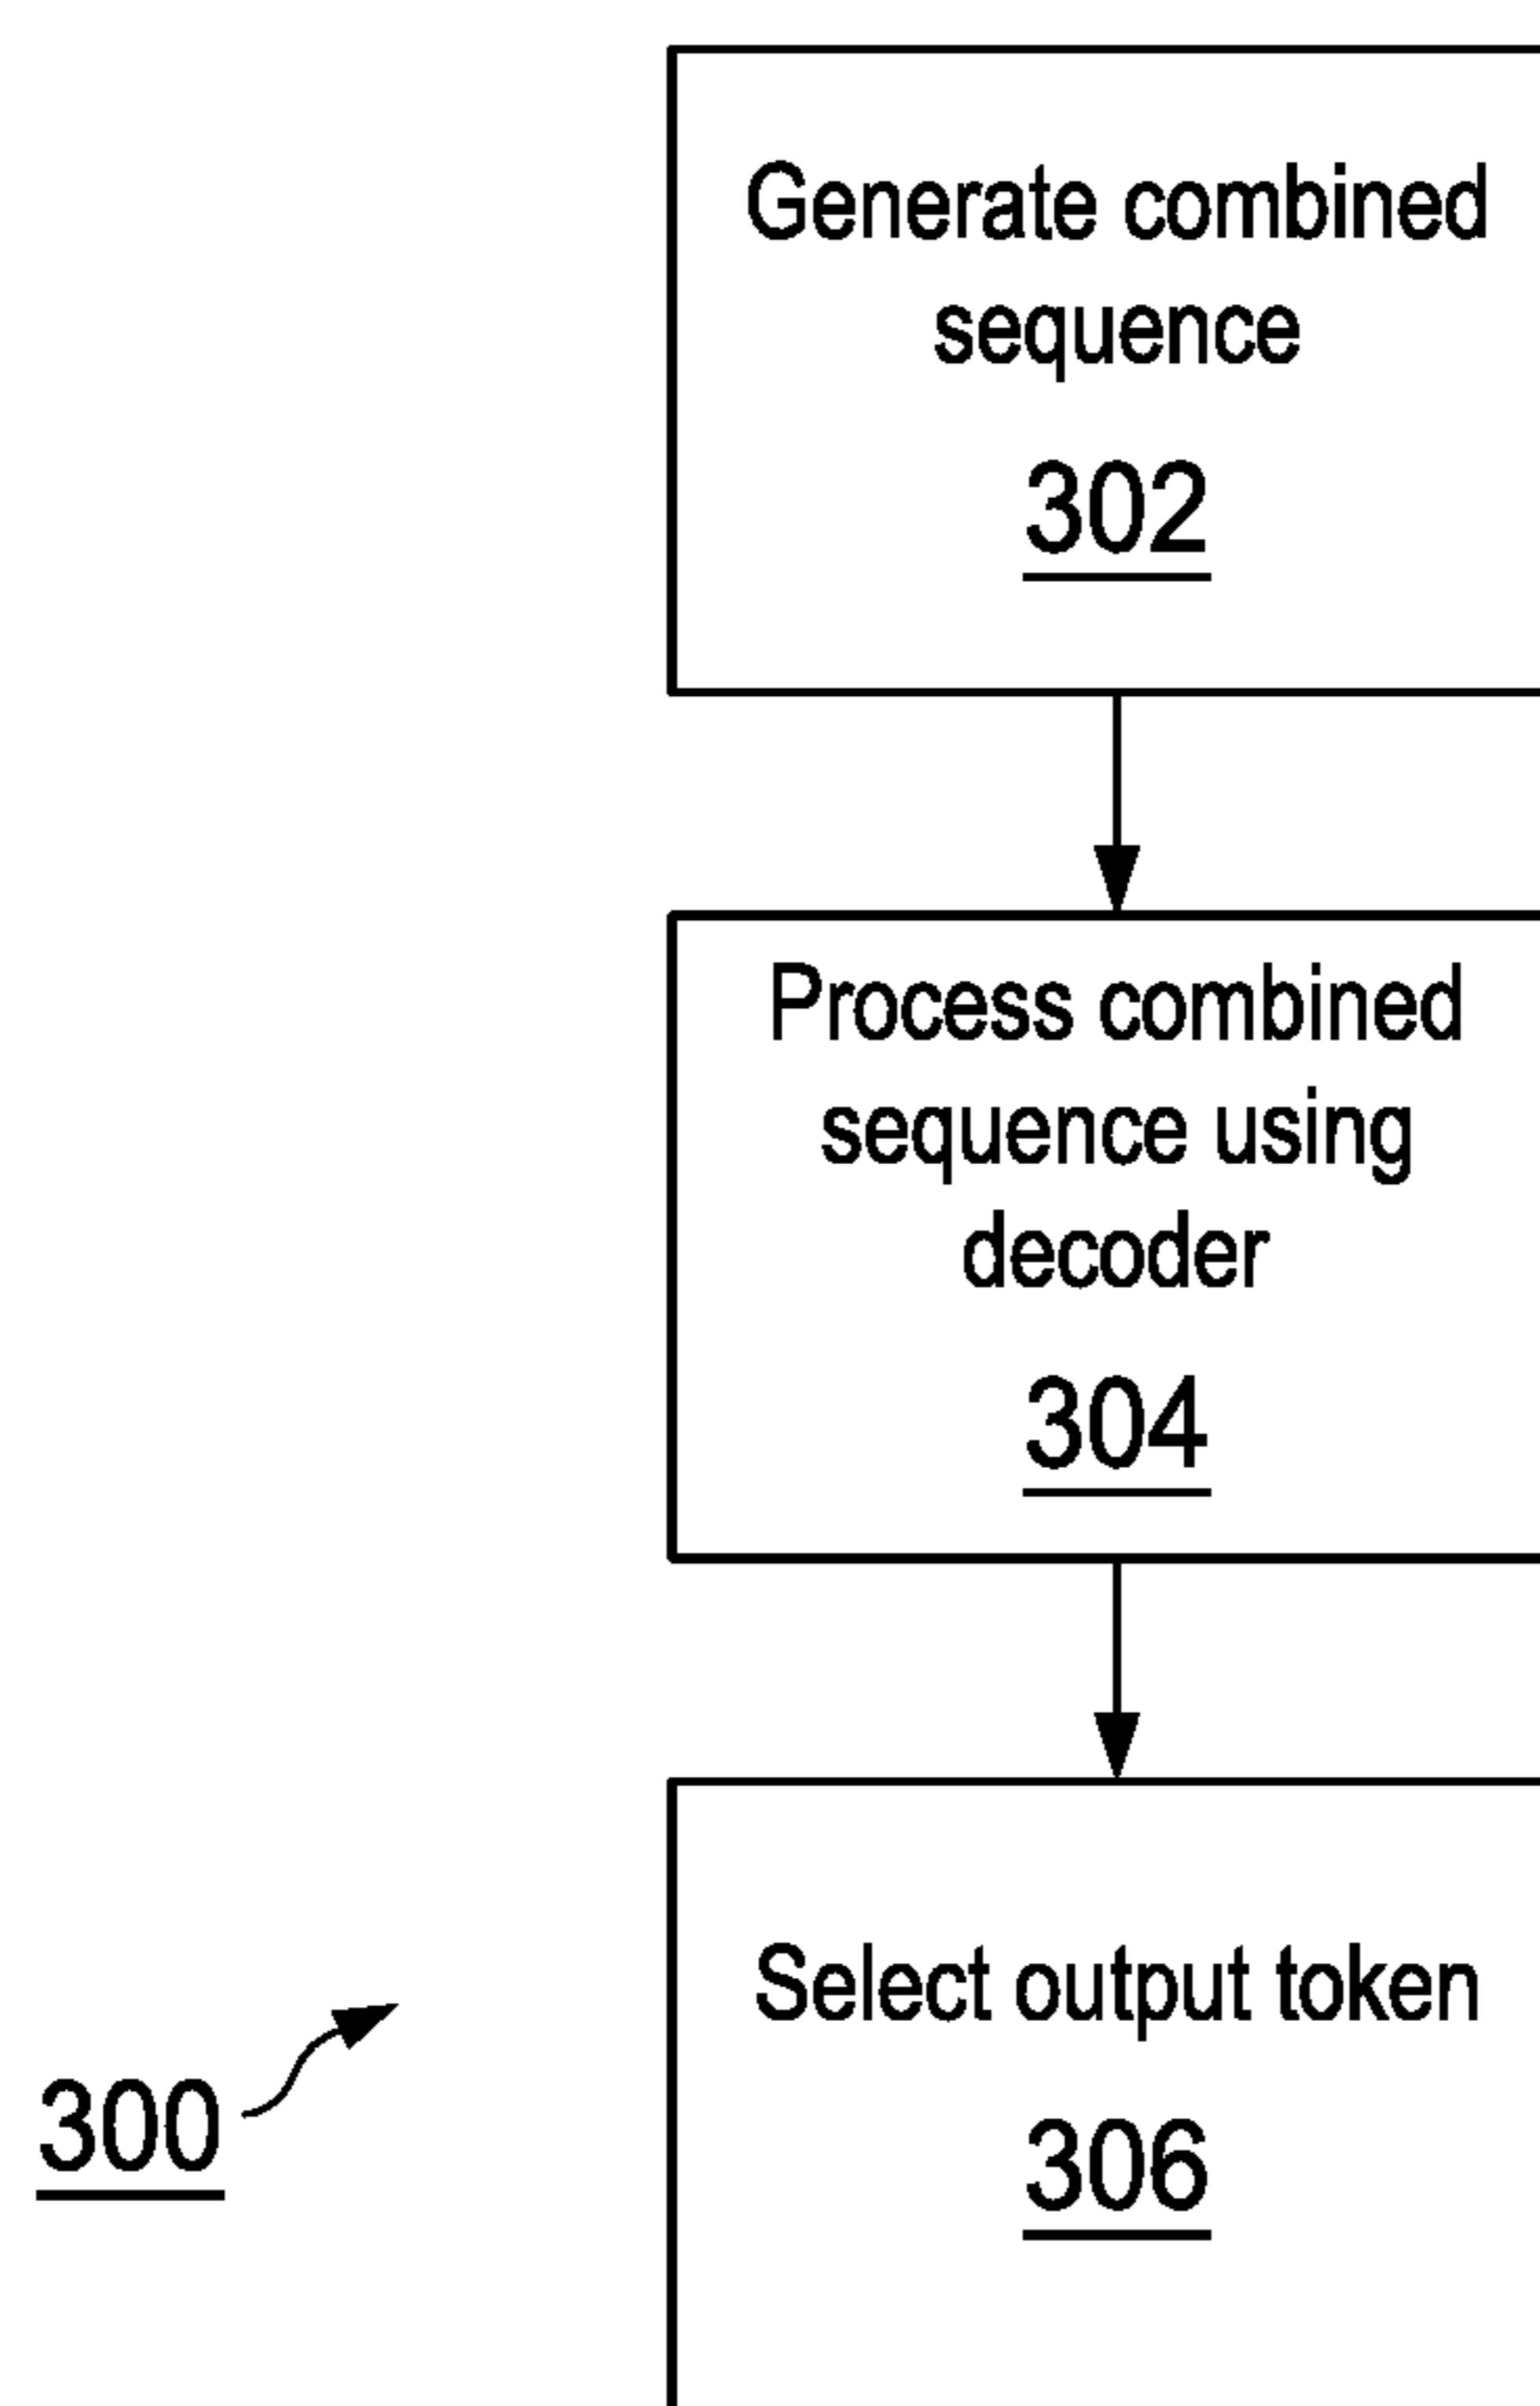 Generate combined
sequence
302
Process combined
sequence using
decoder
304
Select output token
306
300